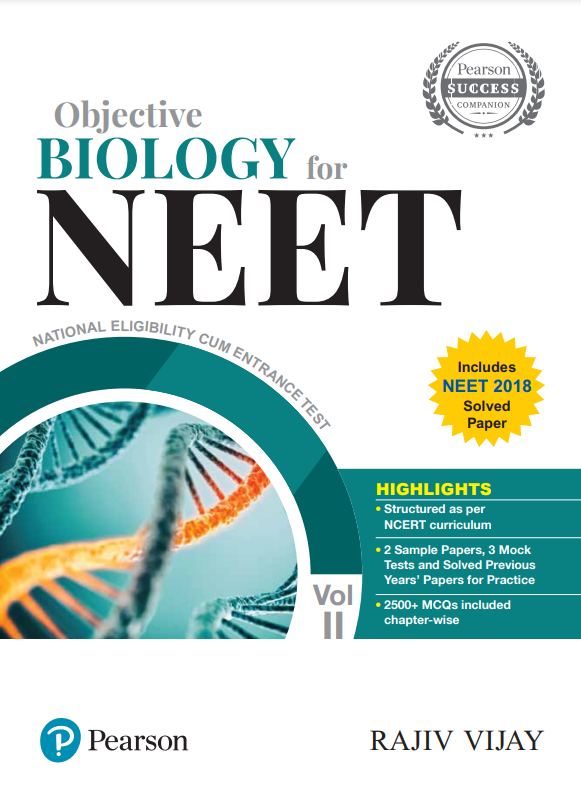 Pearson
SUCCESS
COMPANION
Objective
BIOLOGY for
NEET
NATIONAL ELIGIBILITY CUM ENTRANCE TEST
Includes
NEET 2018
Solved
Paper
HIGHLIGHTS
• Structured as per
NCERT curriculum
• 2 Sample Papers, 3 Mock
Tests and Solved Previous
Years' Papers for Practice
• 2500+ MCQs included
chapter-wise
Vol
II
P Pearson
RAJIV VIJAY